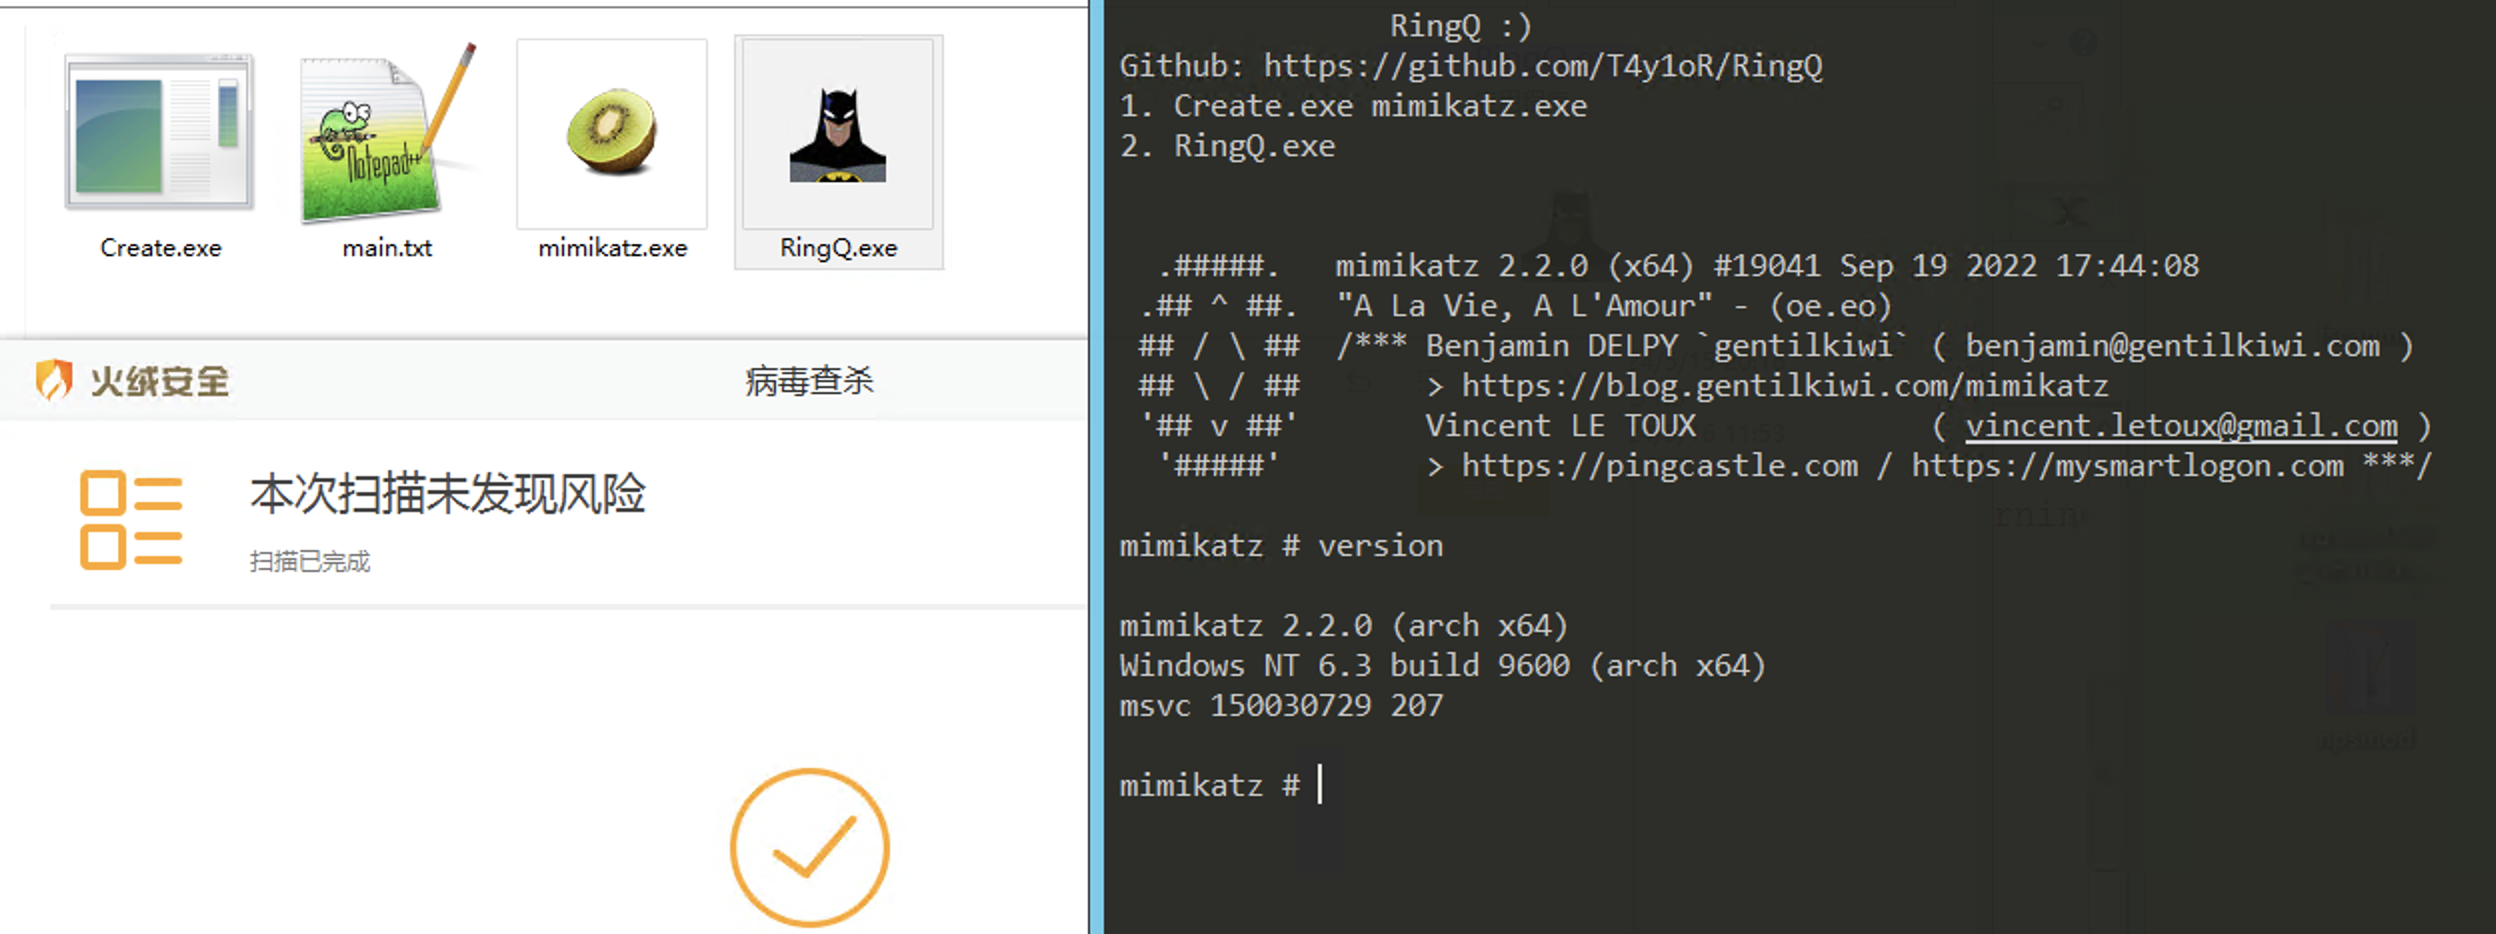 Notepad++
Create.exe
main.txt
mimikatz.exe
RingQ.exe
火绒安全
病毒查杀
本次扫描未发现风险
扫描已完成
RingQ :)
Github: https://github.com/T4y1oR/RingQ
1. Create.exe mimikatz.exe
2. RingQ.exe
.#####.   mimikatz 2.2.0 (x64) #19041 Sep 19 2022 17:44:08
.## ^ ##.  "A La Vie, A L'Amour" - (oe.eo)
## / \ ##  /*** Benjamin DELPY `gentilkiwi` ( benjamin@gentilkiwi.com )
## \ / ##       > https://blog.gentilkiwi.com/mimikatz
'## v ##'       Vincent LE TOUX             ( vincent.letoux@gmail.com )
'#####'        > https://pingcastle.com / https://mysmartlogon.com ***/
mimikatz # version
mimikatz 2.2.0 (arch x64)
Windows NT 6.3 build 9600 (arch x64)
msvc 150030729 207
mimikatz #